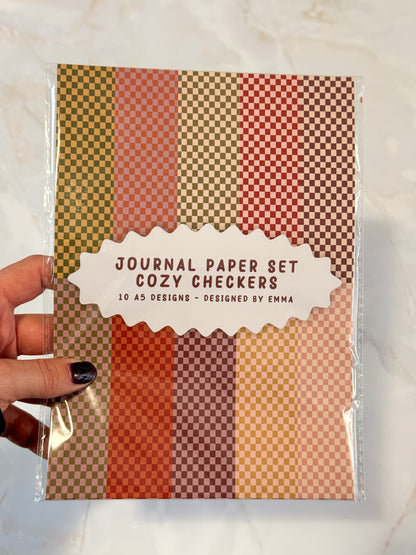 JOURNAL PAPER SET
COZY CHECKERS
10 A5 DESIGNS - DESIGNED BY EMMA